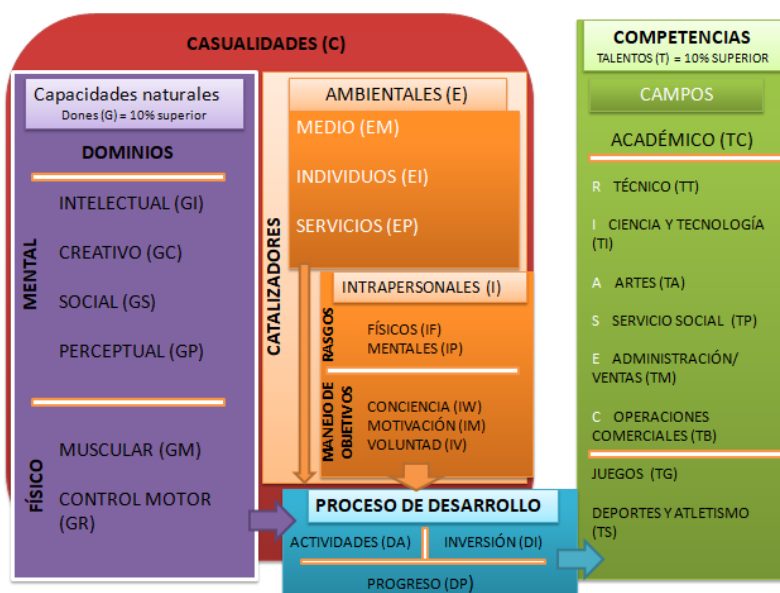 CASUALIDADES (C)
Capacidades naturales
Dones (G) = 10% superior
DOMINIOS
MENTAL
INTELECTUAL (GI)
CREATIVO (GC)
SOCIAL (GS)
PERCEPTUAL (GP)
FÍSICO
MUSCULAR (GM)
CONTROL MOTOR
(GR)
CATALIZADORES
AMBIENTALES (E)
MEDIO (EM)
INDIVIDUOS (EI)
SERVICIOS (EP)
INTRAPERSONALES (I)
RASGOS
FÍSICOS (IF)
MENTALES (IP)
MANEJO DE
OBJETIVOS
CONCIENCIA (IW)
MOTIVACIÓN (IM)
VOLUNTAD (IV)
PROCESO DE DESARROLLO
ACTIVIDADES (DA)
INVERSIÓN (DI)
PROGRESO (DP)
COMPETENCIAS
TALENTOS (T) = 10% SUPERIOR
CAMPOS
ACADÉMICO (TC)
R TÉCNICO (TT)
I CIENCIA Y TECNOLOGÍA
(TI)
A ARTES (TA)
S SERVICIO SOCIAL (TP)
E ADMINISTRACIÓN/
VENTAS (TM)
C OPERACIONES
COMERCIALES (TB)
JUEGOS (TG)
DEPORTES Y ATLETISMO
(TS)